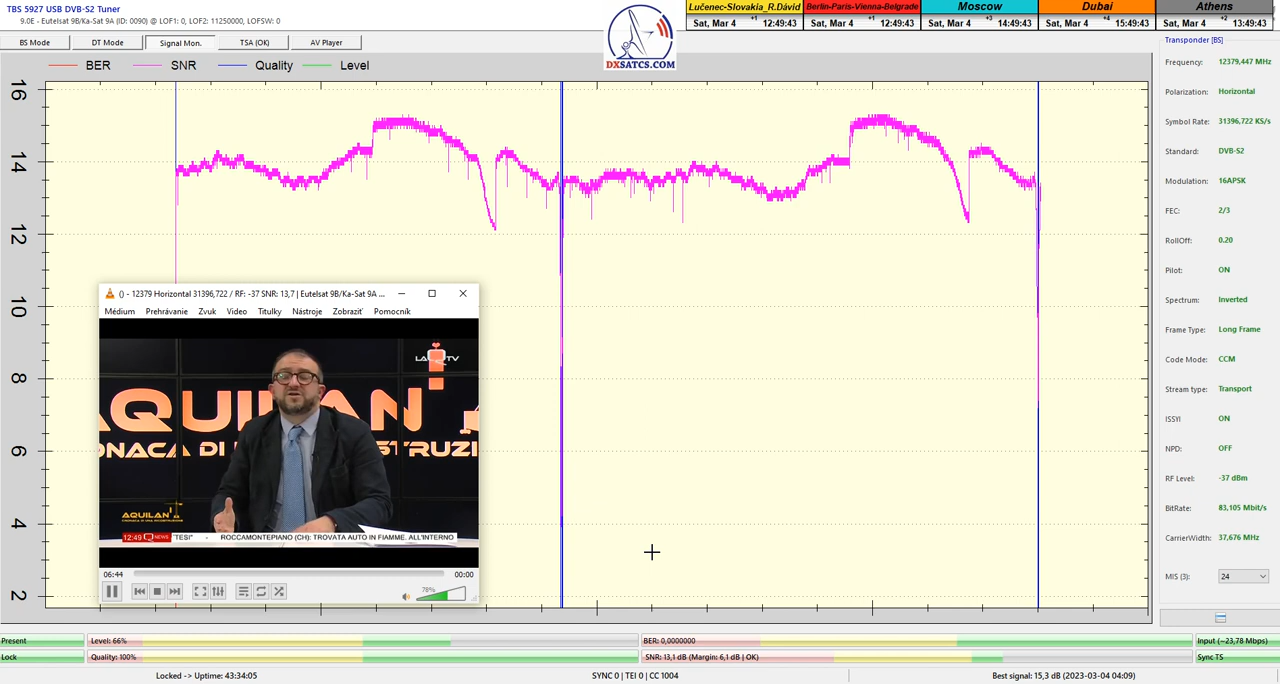 TBS 5927 USB DVB-S2 Tuner
9.0E - Eutelsat 9B/Ka-Sat 9A (ID: 0090) @ LOF1: 0, LOF2: 11250000, LOFSW: 0
BS Mode
DT Mode
Signal Mon.
TSA (OK)
AV Player
DXSATCS.COM
Lučenec-Slovakia_R.Dávid
Berlin-Paris-Vienna-Belgrade
Moscow
Dubai
Athens
Sat, Mar 4 +1 12:49:43
Sat, Mar 4 12:49:43
Sat, Mar 4 +3 14:49:43
Sat, Mar 4 +4 15:49:43
Sat, Mar 4 +2 13:49:43
BER
SNR
Quality
Level
16
14
12
10
8
6
4
2
() - 12379 Horizontal 31396,722 / RF: -37 SNR: 13,7 | Eutelsat 9B/Ka-Sat 9A ...
Médium
Prehrávanie
Zvuk
Video
Titulky
Nástroje
Zobraziť
Pomocník
AQUILAN
AQUILAN
CRONACA DI UNA RICOSTRUZIONE
12:49 NEWS "TESI" - ROCCAMONTEPIANO (CH): TROVATA AUTO IN FIAMME. ALL'INTERNO
06:44
00:00
78%
Transponder [BS]
Frequency: 12379,447 MHz
Polarization: Horizontal
Symbol Rate: 31396,722 KS/s
Standard: DVB-S2
Modulation: 16APSK
FEC: 2/3
RollOff: 0.20
Pilot: ON
Spectrum: Inverted
Frame Type: Long Frame
Code Mode: CCM
Stream type: Transport
ISSYI ON
NPD: OFF
RF Level: -37 dBm
BitRate: 83,105 Mbit/s
CarrierWidth: 37,676 MHz
MIS (3): 24
Present
Level: 66%
BER: 0,0000000
Input (~23,78 Mbps)
Lock
Quality: 100%
SNR: 13,1 dB (Margin: 6,1 dB | OK)
Sync TS
Locked -> Uptime: 43:34:05
SYNC 0 | TEI 0 | CC 1004
Best signal: 15,3 dB (2023-03-04 04:09)